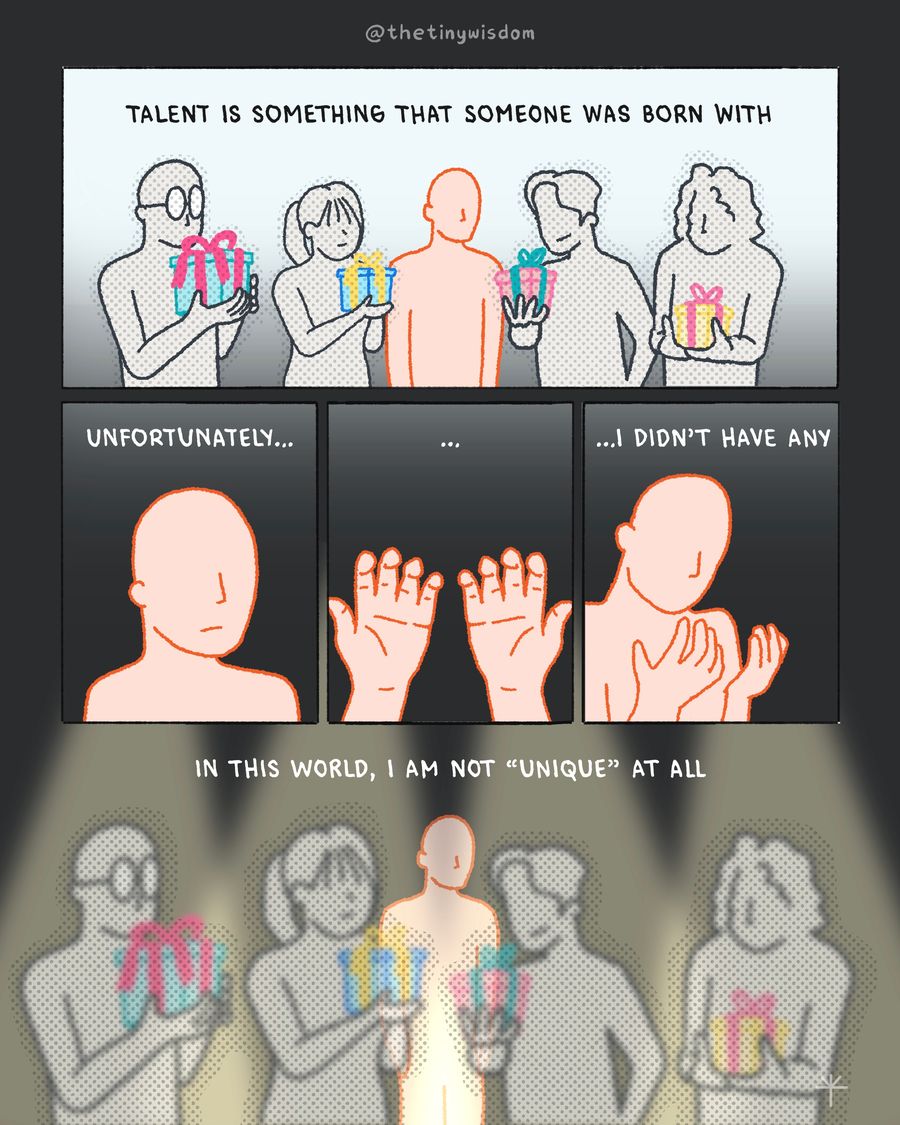 @thetinywisdom
TALENT IS SOMETHING THAT SOMEONE WAS BORN WITH
UNFORTUNATELY...
...
...I DIDN'T HAVE ANY
IN THIS WORLD, I AM NOT “UNIQUE” AT ALL